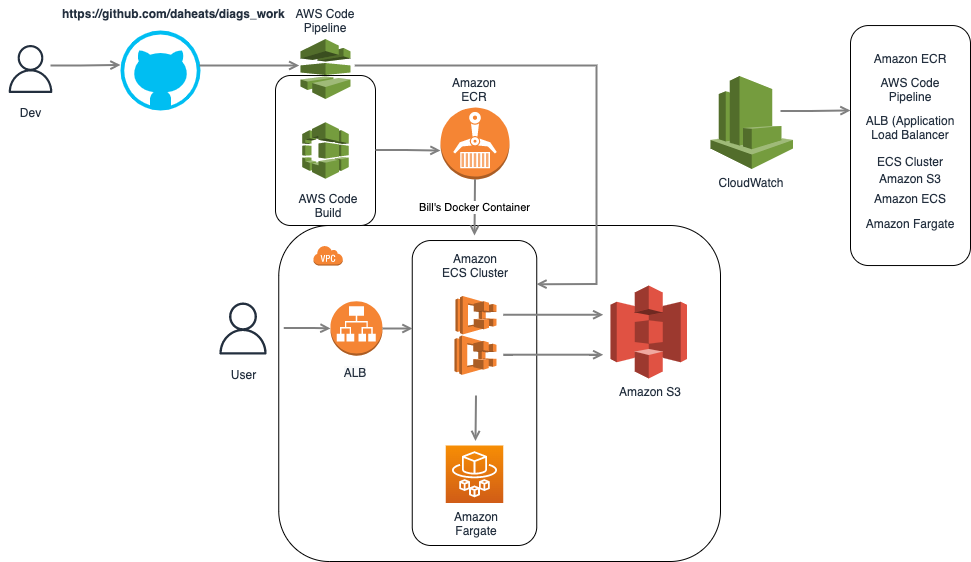 https://github.com/daheats/diags_work
AWS Code
Pipeline
Dev
Amazon
ECR
AWS Code
Build
Bill's Docker Container
VPC
Amazon
ECS Cluster
User
ALB
Amazon S3
Amazon
Fargate
CloudWatch
Amazon ECR
AWS Code
Pipeline
ALB (Application
Load Balancer
ECS Cluster
Amazon S3
Amazon ECS
Amazon Fargate